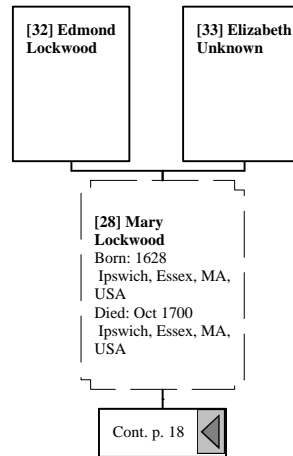 [32] Edmond
Lockwood
[33] Elizabeth
Unknown
[28] Mary
Lockwood
Born: 1628
Ipswich, Essex, MA,
USA
Died: Oct 1700
Ipswich, Essex, MA,
USA
Cont. p. 18